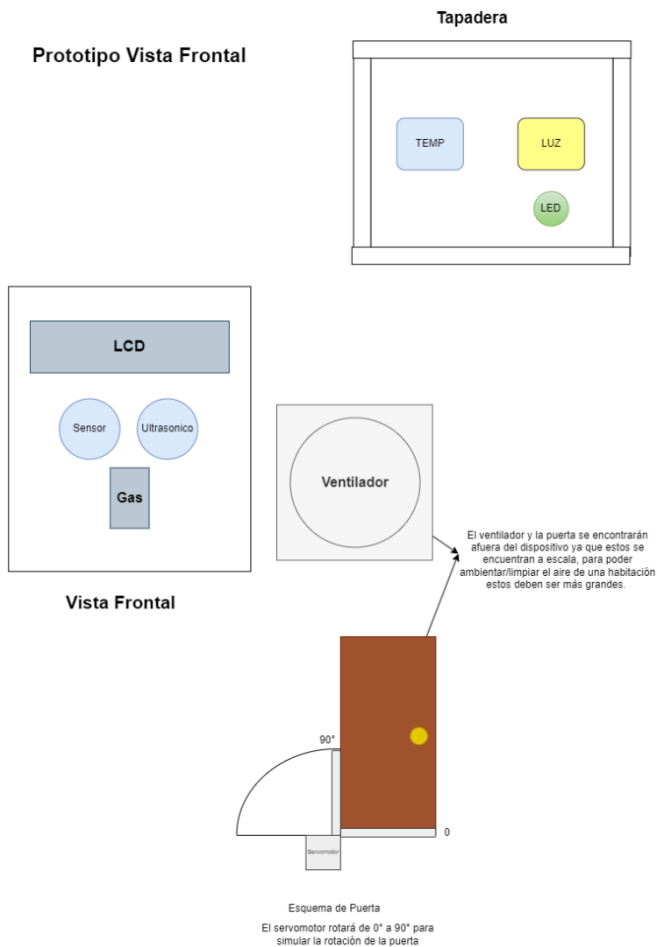 Tapadera
Prototipo Vista Frontal
TEMP
LUZ
LED
LCD
Sensor
Ultrasonico
Gas
Ventilador
El ventilador y la puerta se encontrarán
afuera del dispositivo ya que estos se
encuentran a escala, para poder
ambientar/limpiar el aire de una habitación
estos deben ser más grandes.
Vista Frontal
90°
0
Servomotor
Esquema de Puerta
El servomotor rotará de 0° a 90° para
simular la rotación de la puerta